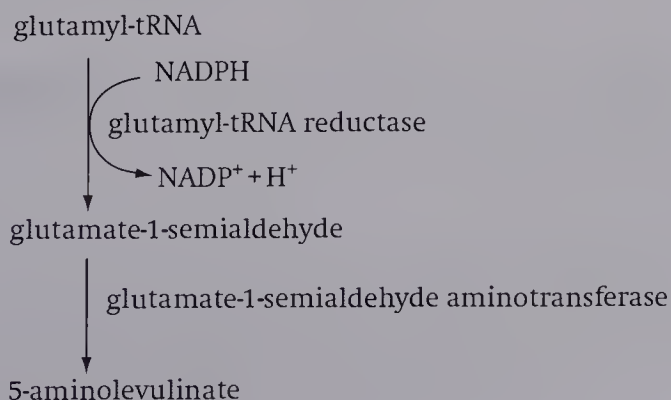 glutamyl-tRNA
NADPH
glutamyl-tRNA reductase
NADP⁺ + H⁺
glutamate-1-semialdehyde
glutamate-1-semialdehyde aminotransferase
5-aminolevulinate